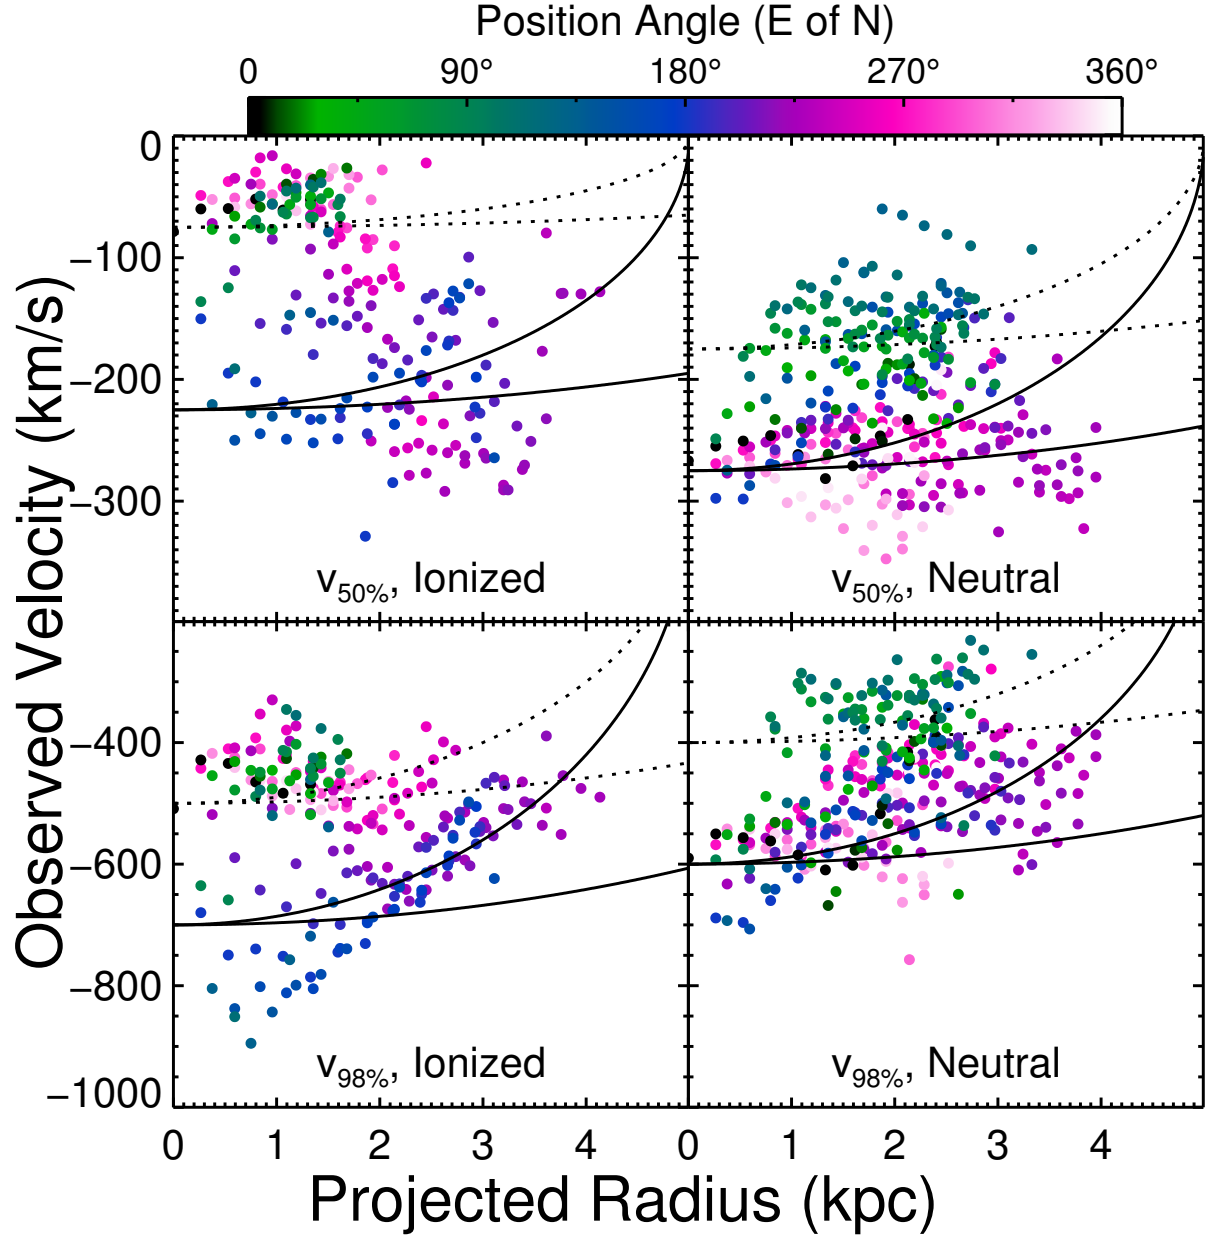 Position Angle (E of N)
0 90° 180° 270° 360°
0
−100
−200
−300
v50%, Ionized
v50%, Neutral
−400
−600
−800
−1000
v98%, Ionized
v98%, Neutral
0 1 2 3 4 0 1 2 3 4
Projected Radius (kpc)
Observed Velocity (km/s)